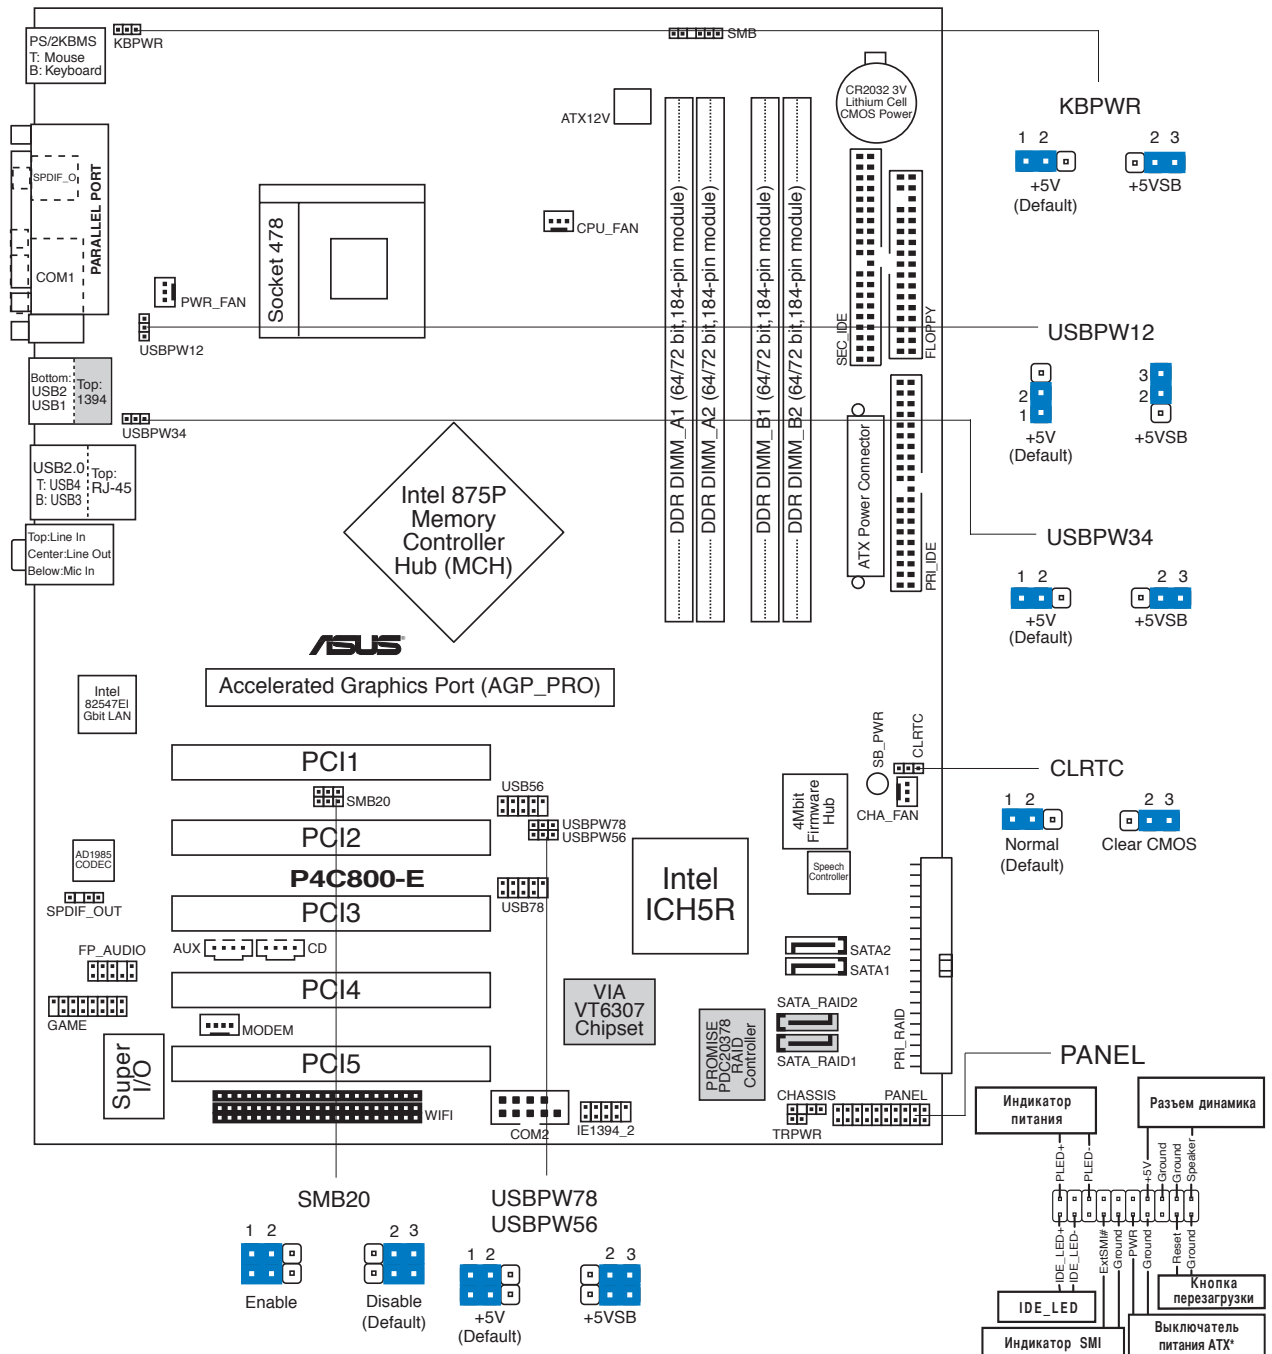 PS/2KBMS
T: Mouse
B: Keyboard
KBPWR
SMB
CR2032 3V
Lithium Cell
CMOS Power
KBPWR
1 2
2 3
+5V
(Default)
+5VSB
ATX12V
SPDIF_O
PARALLEL PORT
COM1
Socket 478
CPU_FAN
PWR_FAN
USBPW12
DDR DIMM_A1 (64/72 bit,184-pin module)
DDR DIMM_A2 (64/72 bit,184-pin module)
DDR DIMM_B1 (64/72 bit,184-pin module)
DDR DIMM_B2 (64/72 bit,184-pin module)
SEC_IDE
FLOPPY
USBPW12
2
1
3
2
+5V
(Default)
+5VSB
Bottom:
USB2
USB1
Top:
1394
USBPW34
USB2.0
T: USB4
B: USB3
Top:
RJ-45
Top:Line In
Center:Line Out
Below:Mic In
Intel 875P
Memory
Controller
Hub (MCH)
ATX Power Connector
PRI_IDE
USBPW34
1 2
2 3
+5V
(Default)
+5VSB
ASUS
Accelerated Graphics Port (AGP_PRO)
Intel
82547EI
Gbit LAN
PCI1
SMB20
USB56
USBPW78
USBPW56
PCI2
AD1985
CODEC
P4C800-E
SPDIF_OUT
PCI3
USB78
AUX
CD
FP_AUDIO
GAME
PCI4
MODEM
Super
I/O
PCI5
WIFI
COM2
IE1394_2
Intel
ICH5R
VIA
VT6307
Chipset
PROMISE
PDC20378
RAID
Controller
4Mbit
Firmware
Hub
Speech
Controller
SB_PWR
CLRTC
CHA_FAN
SATA2
SATA1
SATA_RAID2
SATA_RAID1
PRI_RAID
CHASSIS
PANEL
TRPWR
CLRTC
1 2
2 3
Normal
(Default)
Clear CMOS
PANEL
Индикатор
питания
Разъем динамика
PLED+
PLED-
+5V
Ground
Ground
Speaker
IDE_LED+
IDE_LED-
ExtSMI#
Ground
PWR
Ground
Reset
Ground
Кнопка
перезагрузки
IDE_LED
Индикатор SMI
Выключатель
питания ATX*
SMB20
1 2
2 3
Enable
Disable
(Default)
USBPW78
USBPW56
1 2
2 3
+5V
(Default)
+5VSB